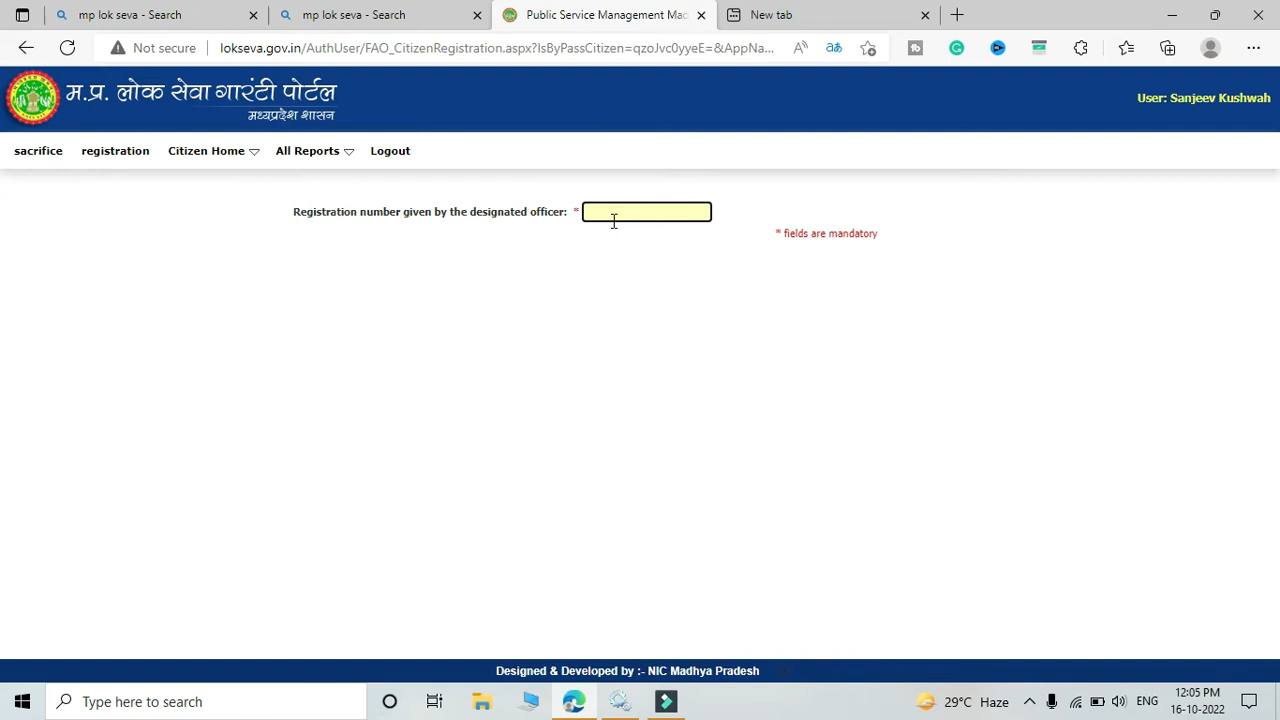 mp lok seva - Search
mp lok seva - Search
Public Service Management Mad
New tab
Not secure
lokseva.gov.in/AuthUser/FAO_CitizenRegistration.aspx?IsByPassCitizen=qzoJvc0yyeE=&AppNa...
म.प्र. लोक सेवा गारंटी पोर्टल
मध्यप्रदेश शासन
User: Sanjeev Kushwah
sacrifice registration Citizen Home All Reports Logout
Registration number given by the designated officer: *
* fields are mandatory
Designed & Developed by :- NIC Madhya Pradesh
Type here to search
29°C Haze
ENG
12:05 PM
16-10-2022